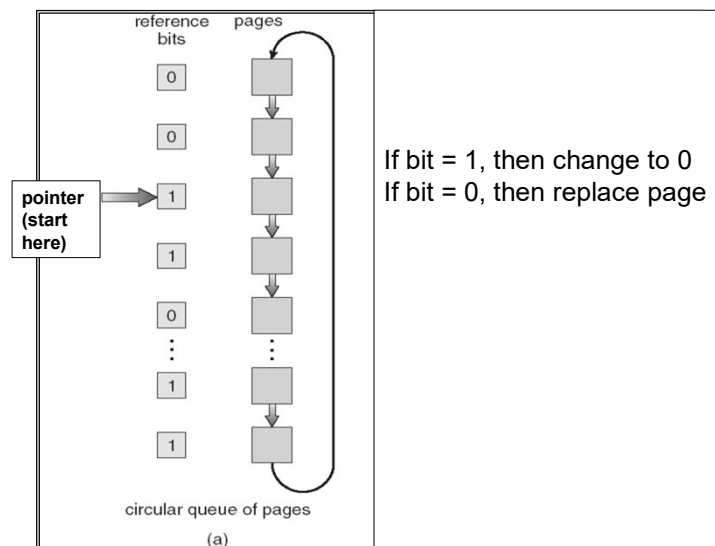 reference bits
pages
0
0
pointer
(start
here)
1
1
0
1
1
circular queue of pages
(a)
If bit = 1, then change to 0
If bit = 0, then replace page